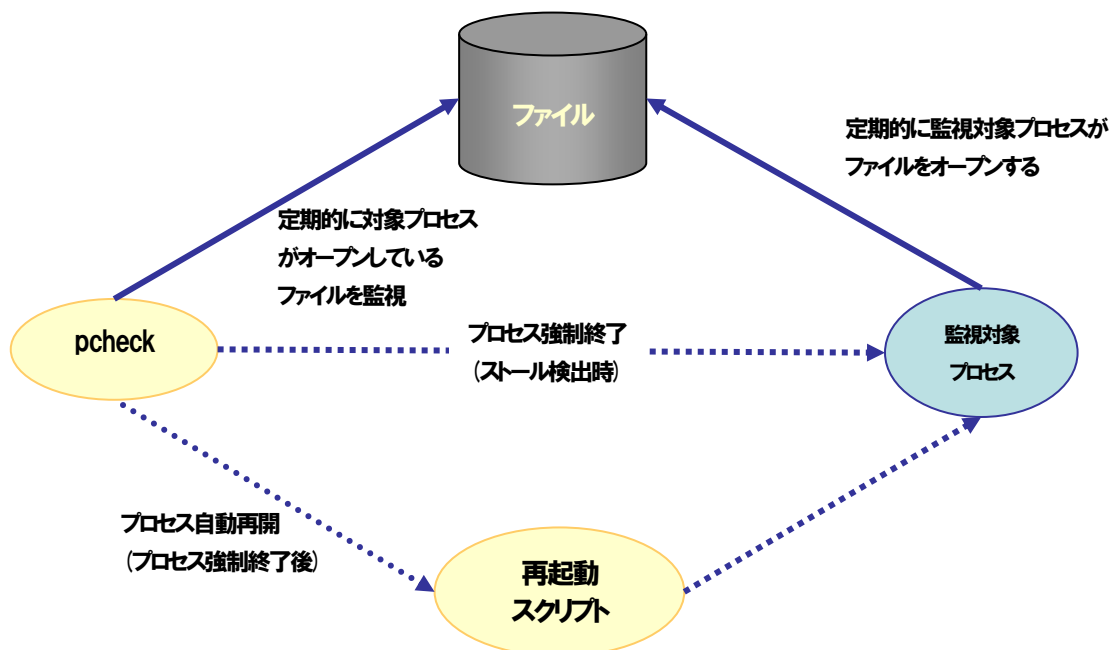 ファイル
定期的に監視対象プロセスが
ファイルをオープンする
定期的に対象プロセス
がオープンしている
ファイルを監視
pcheck
プロセス強制終了
(ストール検出時)
監視対象
プロセス
プロセス自動再開
(プロセス強制終了後)
再起動
スクリプト